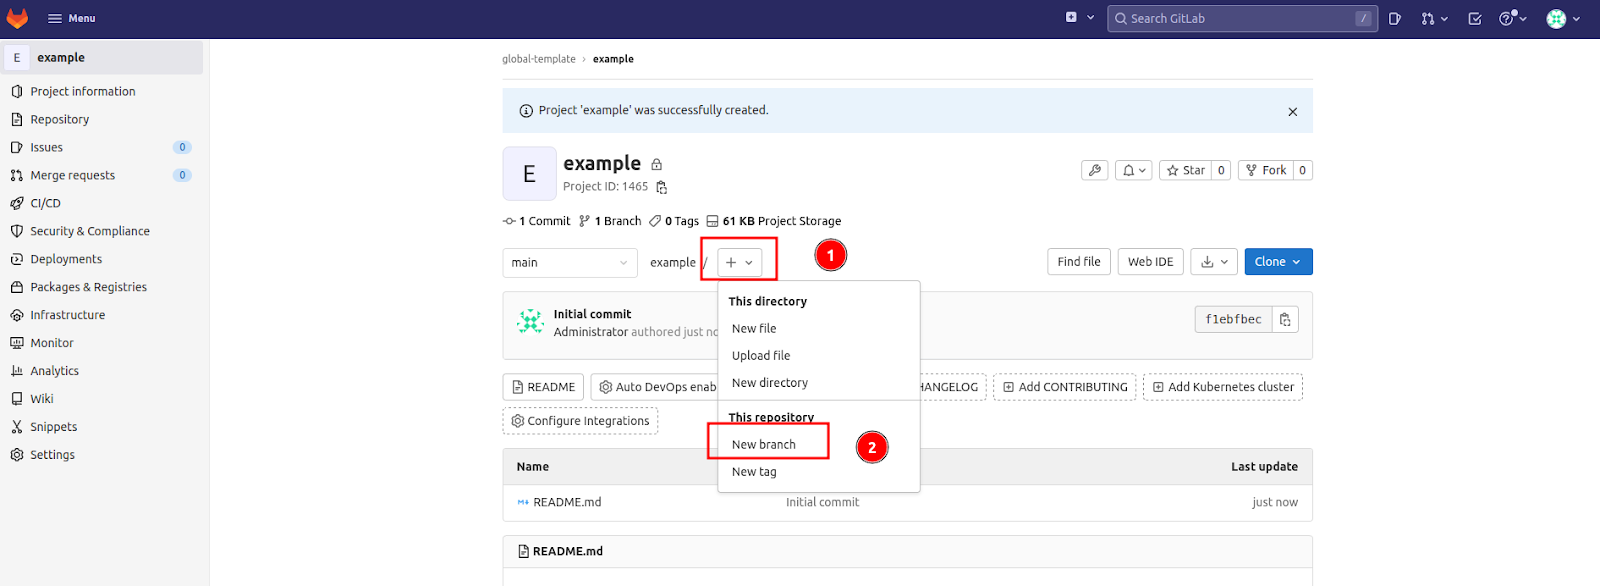 Menu
Search GitLab /
E example
Project information
Repository
Issues 0
Merge requests 0
CI/CD
Security & Compliance
Deployments
Packages & Registries
Infrastructure
Monitor
Analytics
Wiki
Snippets
Settings
global-template › example
Project 'example' was successfully created.
E
example
Project ID: 1465
Star 0 Fork 0
1 Commit 1 Branch 0 Tags 61 KB Project Storage
main example / + 1
Find file Web IDE Clone
This directory
New file
Upload file
New directory
This repository
New branch 2
New tag
Initial commit
Administrator authored just
f1ebfbec
README Auto DevOps Add CONTRIBUTING Add Kubernetes cluster
Configure Integrations
Name Last update
README.md Initial commit just now
README.md